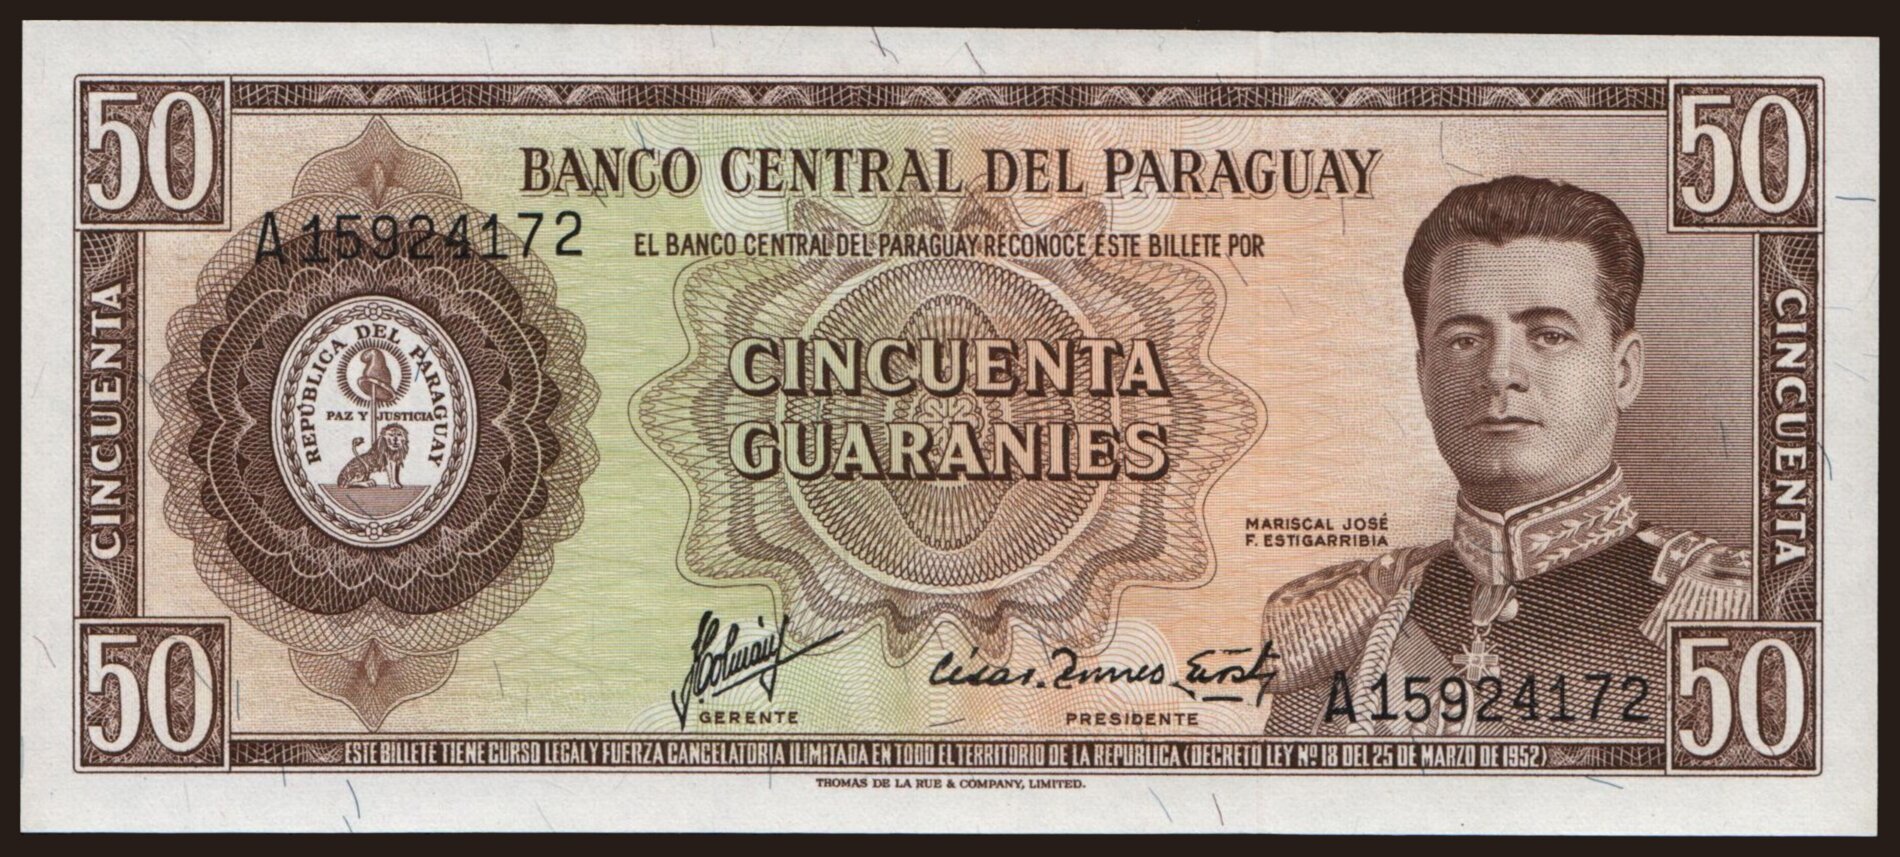 50
50
BANCO CENTRAL DEL PARAGUAY
A15924172
EL BANCO CENTRAL DEL PARAGUAY RECONOCE ESTE BILLETE POR
CINCUENTA
CINCUENTA
REPÚBLICA DEL PARAGUAY
PAZ Y JUSTICIA
CINCUENTA
GUARANIES
MARISCAL JOSÉ
F. ESTIGARRIBIA
GERENTE
PRESIDENTE
A15924172
50
50
ESTE BILLETE TIENE CURSO LEGAL Y FUERZA CANCELATORIA ILIMITADA EN TODO EL TERRITORIO DE LA REPUBLICA (DECRETO LEY Nº 18 DEL 25 DE MARZO DE 1952)
THOMAS DE LA RUE & COMPANY, LIMITED.